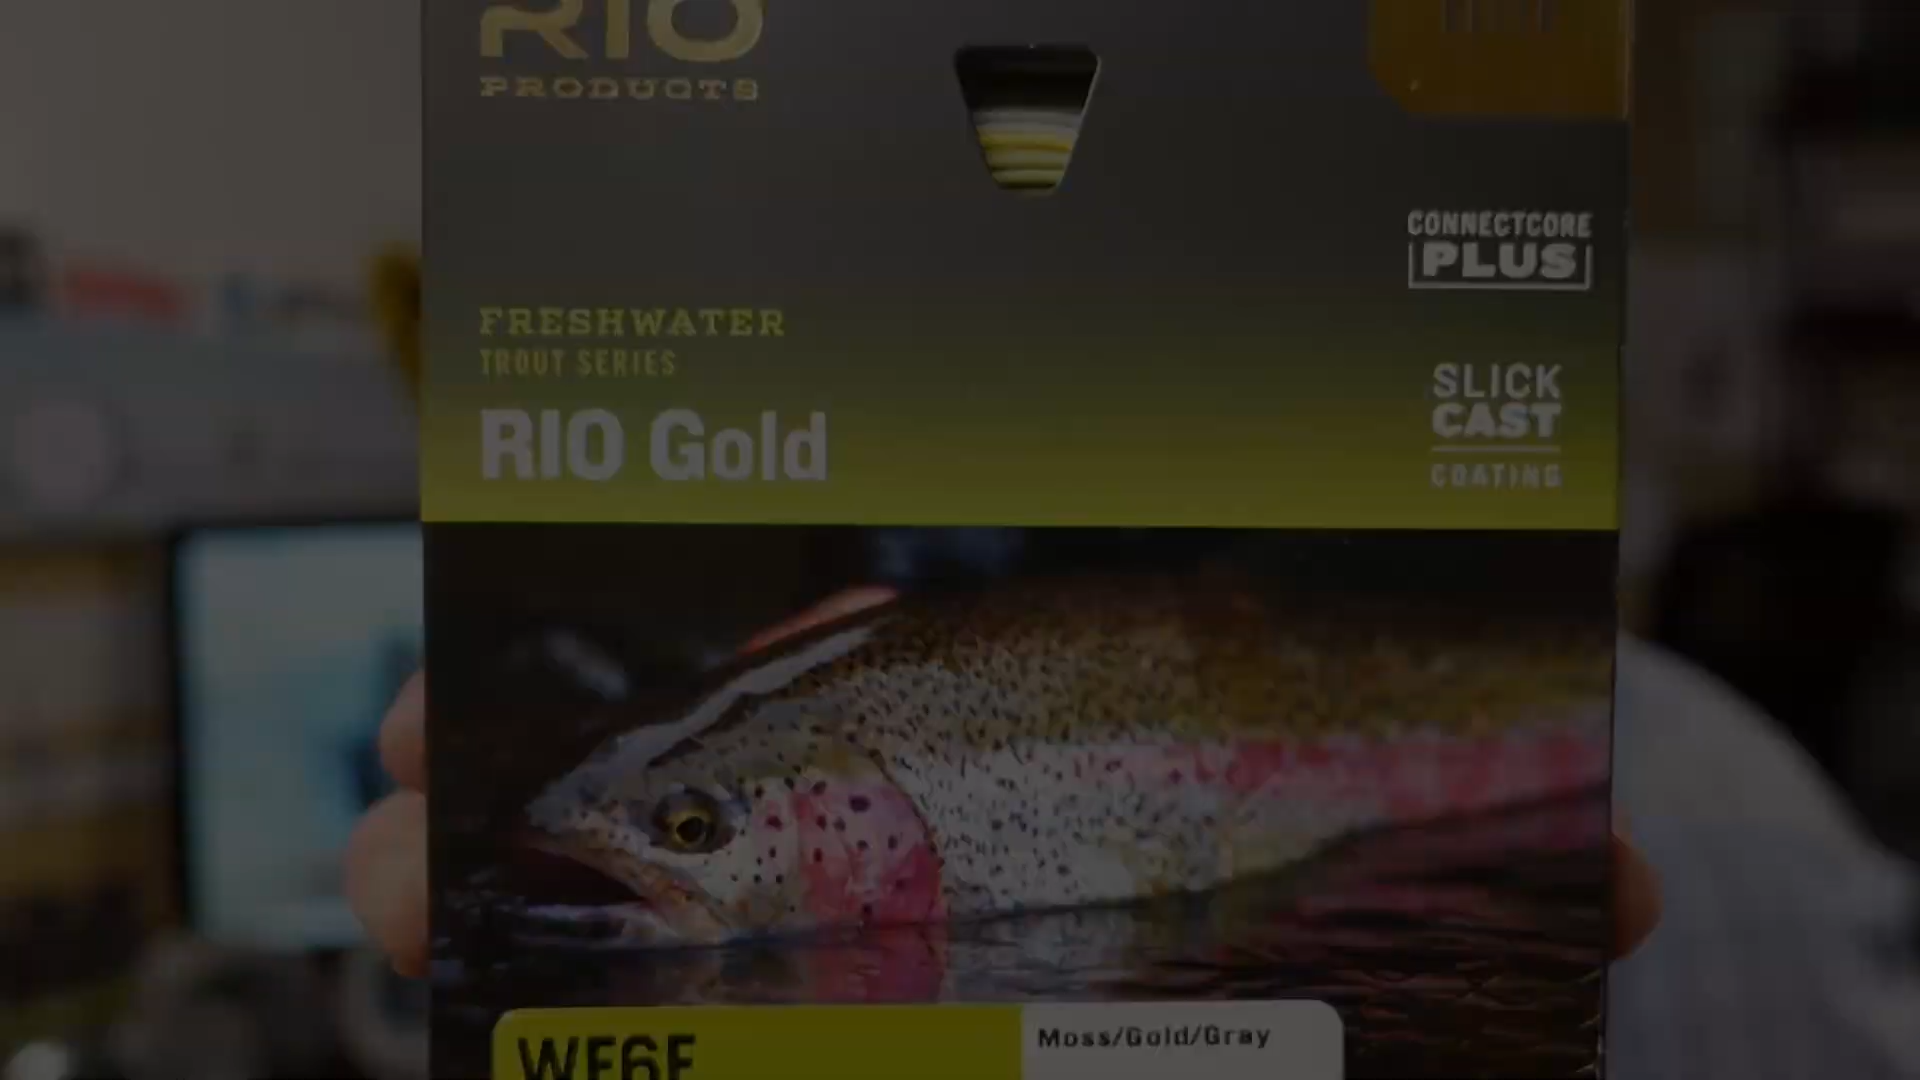 RIO
PRODUCTS
CONNECTCORE
PLUS
FRESHWATER
TROUT SERIES
RIO Gold
SLICK
CAST
COATING
WF6F
Moss/Gold/Gray